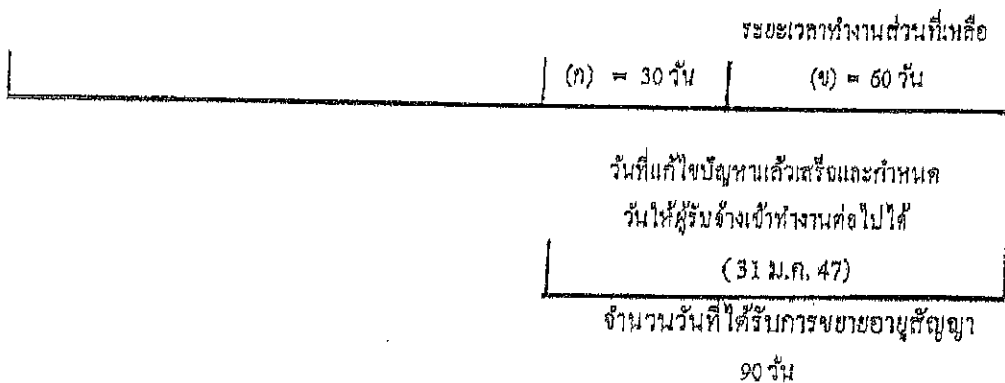 ระยะเวลาทำงานส่วนที่เหลือ
(ก) = 30 วัน (ข) = 60 วัน
วันที่แก้ไขปัญหาแล้วเสร็จและกำหนด
วันให้ผู้รับจ้างเข้าทำงานต่อไปได้
(31 ม.ค. 47)
จำนวนวันที่ได้รับการขยายอายุสัญญา
90 วัน